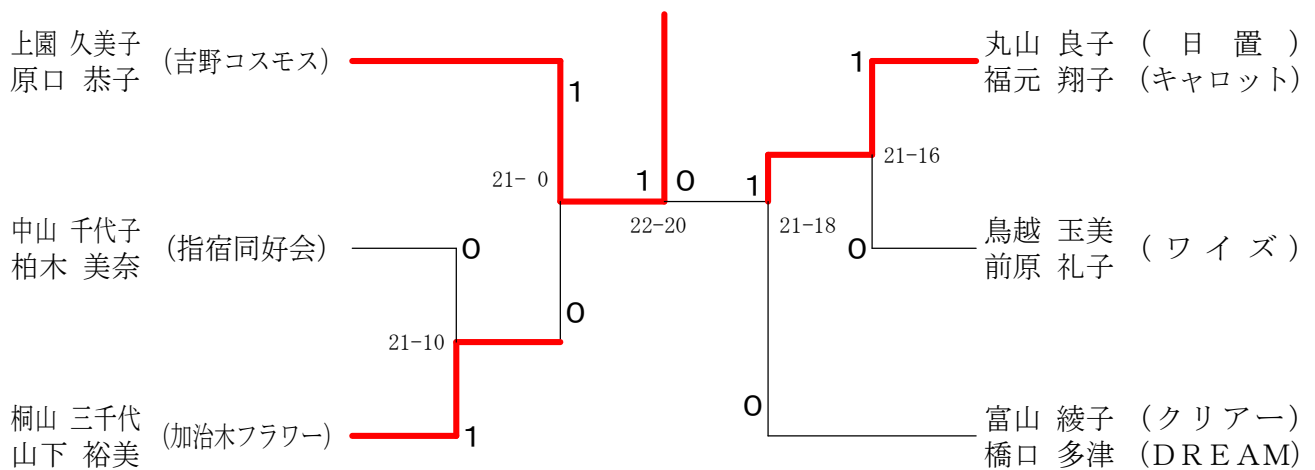 上園 久美子
原口 恭子
(吉野コスモス)
1
21- 0
中山 千代子
柏木 美奈
(指宿同好会)
0
0
21-10
桐山 三千代
山下 裕美
(加治木フラワー)
1
1
0
22-20
丸山 良子 ( 日 置 )
福元 翔子 (キャロット)
1
21-16
1
21-18
鳥越 玉美
前原 礼子
( ワ イ ズ )
0
0
富山 綾子 (クリアー)
橋口 多津 (DREAM)